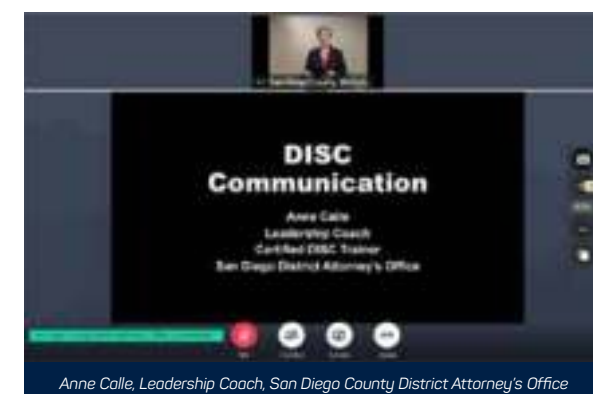 DISC
Communication
Anne Calle
Leadership Coach
Certified DISC Trainer
San Diego District Attorney's Office
Anne Calle, Leadership Coach, San Diego County District Attorney's Office